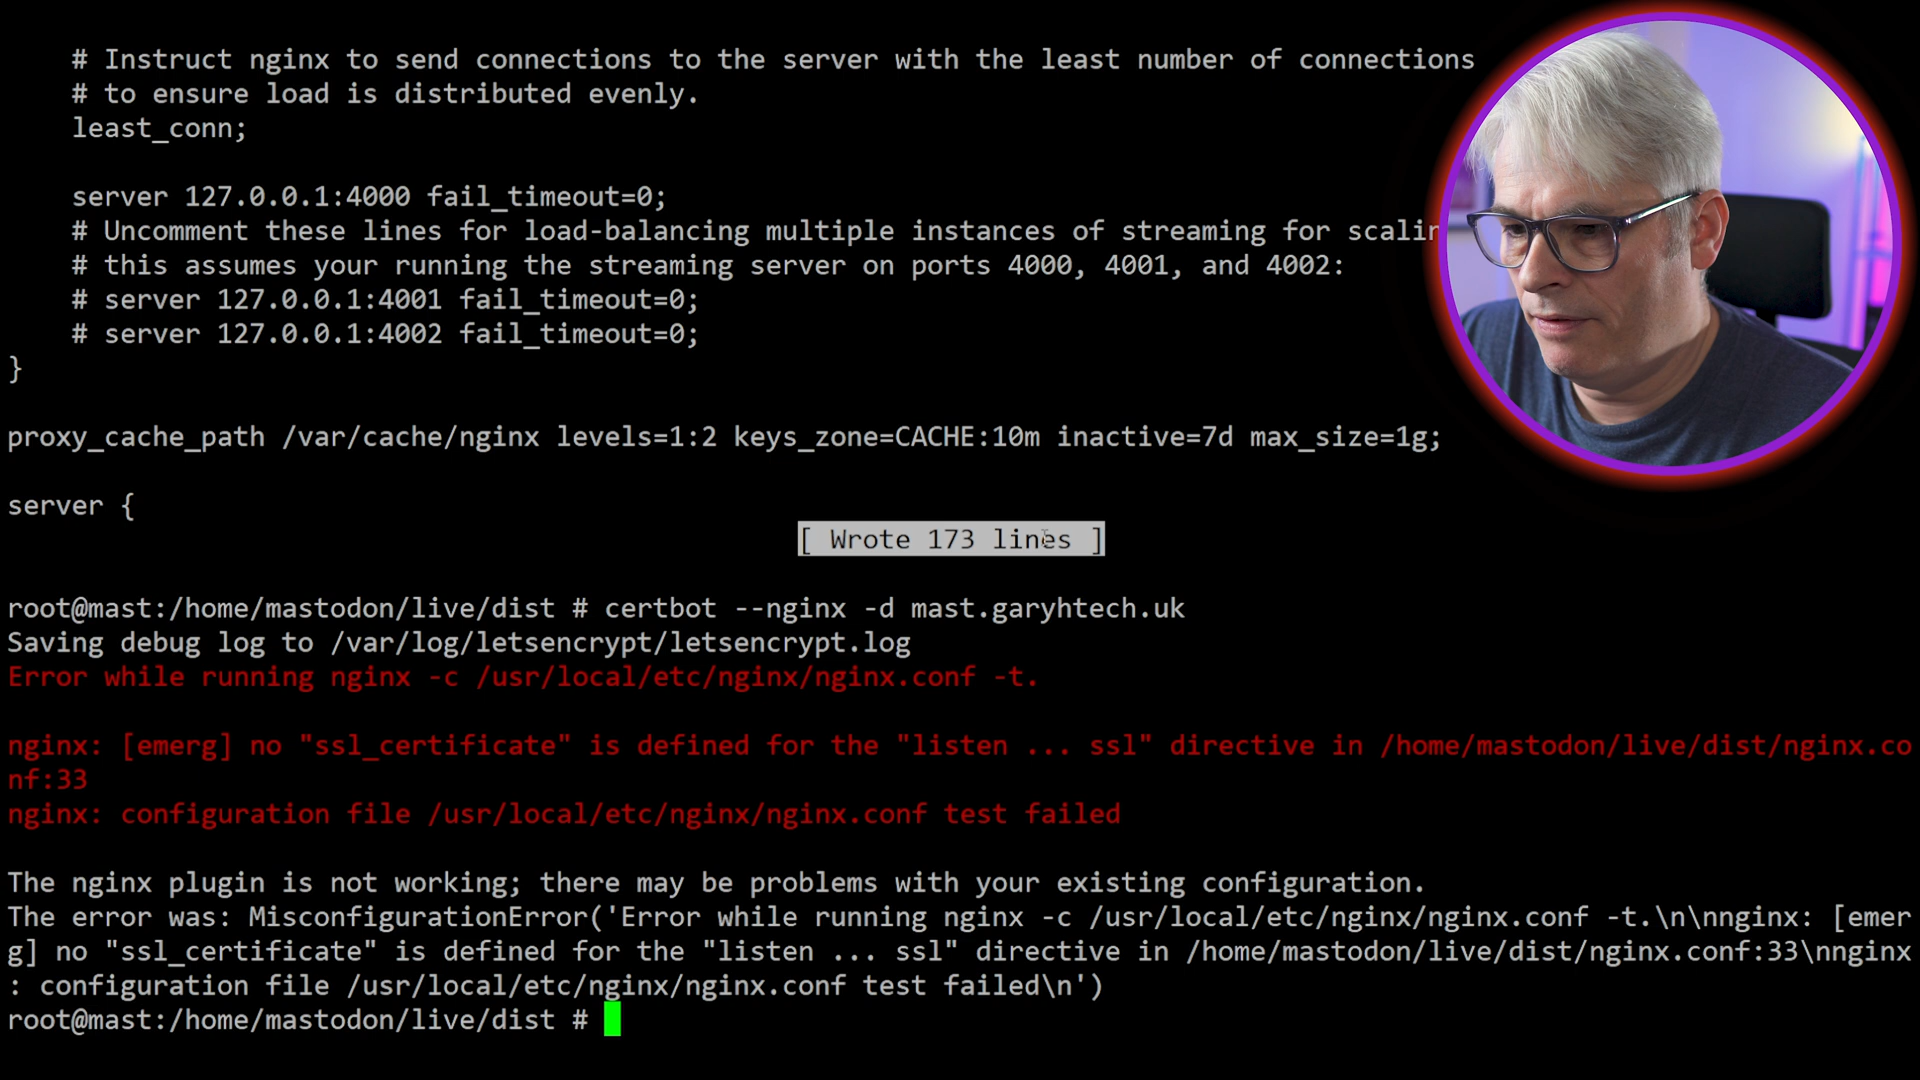 # Instruct nginx to send connections to the server with the least number of connections
# to ensure load is distributed evenly.
least_conn;
server 127.0.0.1:4000 fail_timeout=0;
# Uncomment these lines for load-balancing multiple instances of streaming for scalin
# this assumes your running the streaming server on ports 4000, 4001, and 4002:
# server 127.0.0.1:4001 fail_timeout=0;
# server 127.0.0.1:4002 fail_timeout=0;
}
proxy_cache_path /var/cache/nginx levels=1:2 keys_zone=CACHE:10m inactive=7d max_size=1g;
server {
[ Wrote 173 lines ]
root@mast:/home/mastodon/live/dist # certbot --nginx -d mast.garyhtech.uk
Saving debug log to /var/log/letsencrypt/letsencrypt.log
Error while running nginx -c /usr/local/etc/nginx/nginx.conf -t.
nginx: [emerg] no "ssl_certificate" is defined for the "listen ... ssl" directive in /home/mastodon/live/dist/nginx.co
nf:33
nginx: configuration file /usr/local/etc/nginx/nginx.conf test failed
The nginx plugin is not working; there may be problems with your existing configuration.
The error was: MisconfigurationError('Error while running nginx -c /usr/local/etc/nginx/nginx.conf -t.\n\nnginx: [emer
g] no "ssl_certificate" is defined for the "listen ... ssl" directive in /home/mastodon/live/dist/nginx.conf:33\nnginx
: configuration file /usr/local/etc/nginx/nginx.conf test failed\n')
root@mast:/home/mastodon/live/dist #